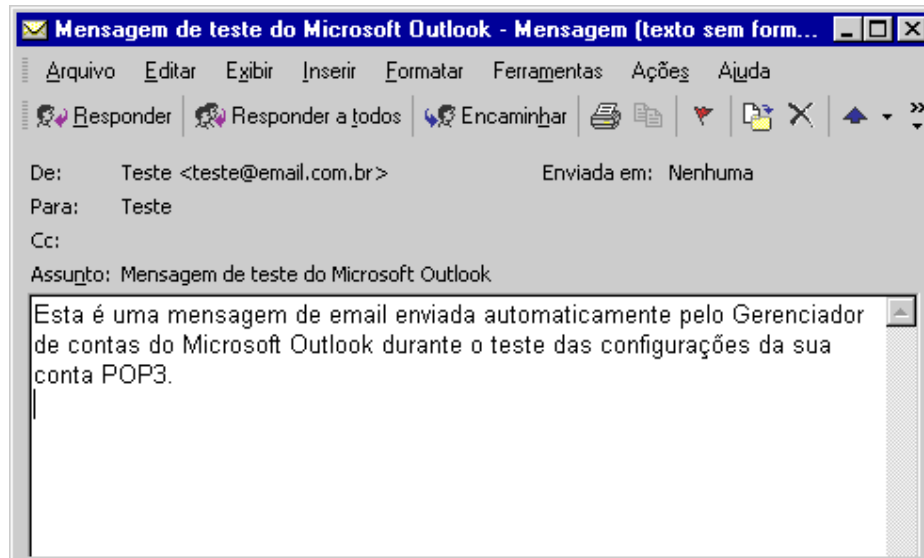 Mensagem de teste do Microsoft Outlook - Mensagem (texto sem form...
Arquivo Editar Exibir Inserir Formatar Ferramentas Ações Ajuda
Responder Responder a todos Encaminhar
De: Teste <teste@email.com.br> Enviada em: Nenhuma
Para: Teste
Cc:
Assunto: Mensagem de teste do Microsoft Outlook
Esta é uma mensagem de email enviada automaticamente pelo Gerenciador
de contas do Microsoft Outlook durante o teste das configurações da sua
conta POP3.